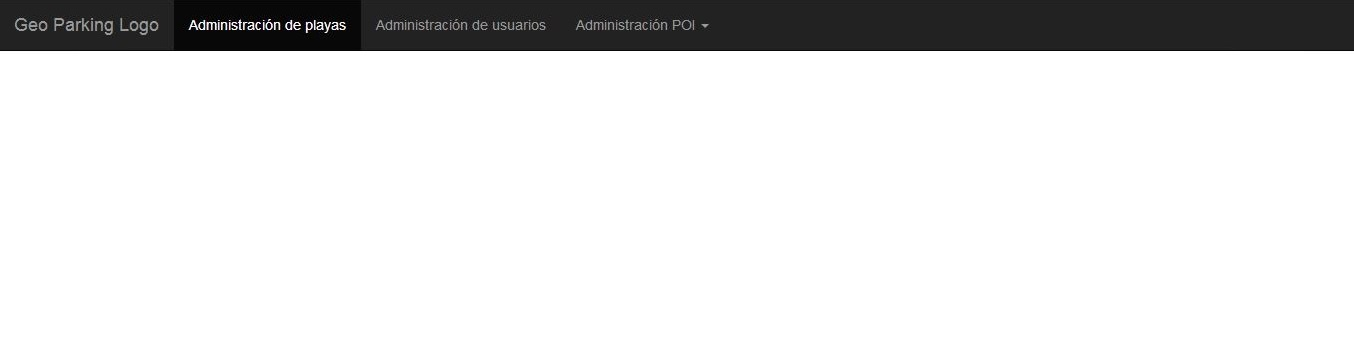 Geo Parking Logo Administración de playas Administración de usuarios Administración POI